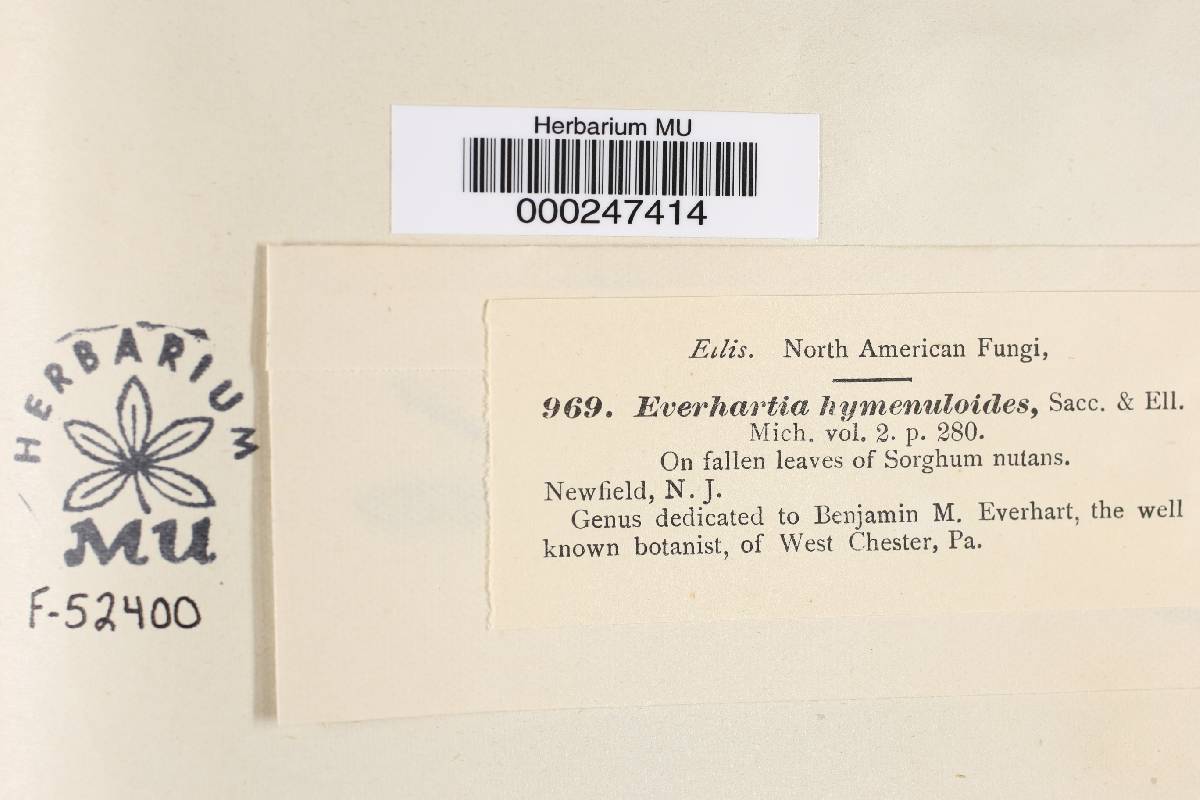 Herbarium MU
000247414
HERBARIUM
MU
F-52400
Ellis. North American Fungi,
969. Everhartia hymenuloides, Sacc. & Ell.
Mich. vol. 2. p. 280.
On fallen leaves of Sorghum nutans.
Newfield, N. J.
Genus dedicated to Benjamin M. Everhart, the well
known botanist, of West Chester, Pa.